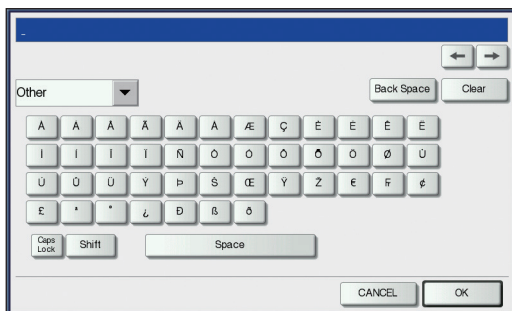 _
← →
Other Back Space Clear
À Á Â Ã Ä Å Æ Ç È É Ê Ë
Ì Í Î Ï Ñ Ò Ó Ô Õ Ö Ø Ù
Ú Û Ü Ý Þ Š Œ Ÿ Ž €  ¢
£ ª ° ¿ Đ ß ð
Caps Lock Shift Space
CANCEL OK